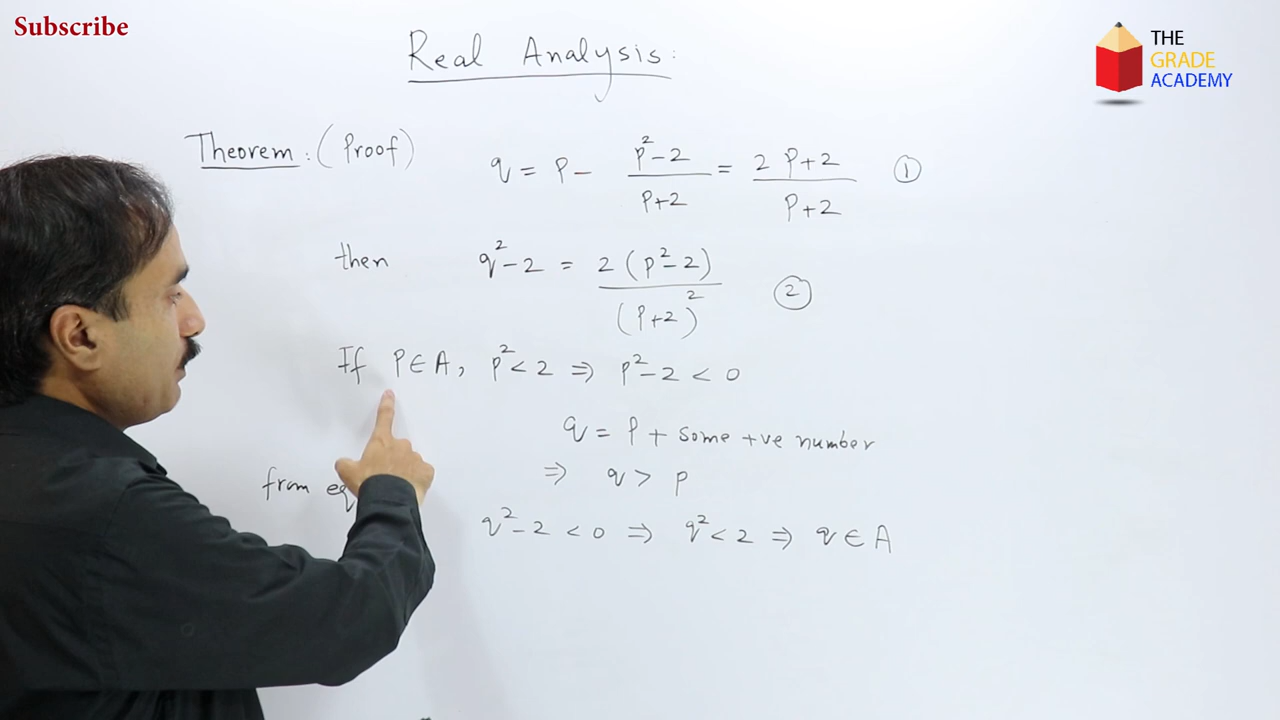 Subscribe
THE
GRADE
ACADEMY
Real Analysis:
Theorem: (Proof)
q = p - (p²-2)/(p+2) = (2p+2)/(p+2) ①
then q²-2 = 2(p²-2)/(p+2)² ②
If p∈A, p²<2 ⇒ p²-2 < 0
q = p + some +ve number
⇒ q > p
from eq
q²-2 < 0 ⇒ q²<2 ⇒ q∈A